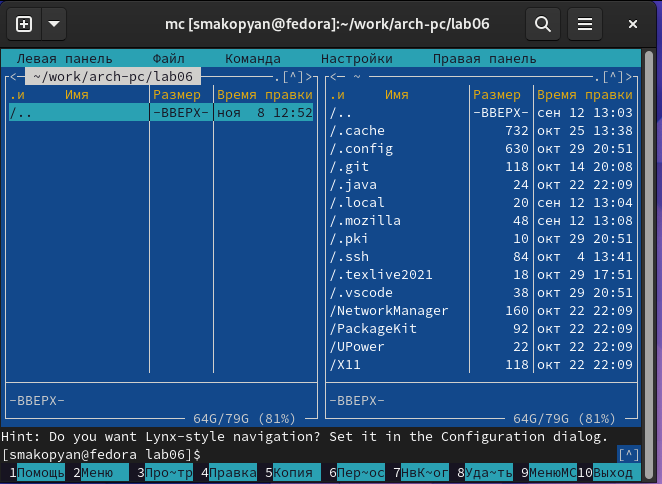 mc [smakopyan@fedora]:~/work/arch-pc/lab06
Левая панель Файл Команда Настройки Правая панель
<─ ~/work/arch-pc/lab06 .[^]>
.и Имя Размер Время правки
/.. -ВВЕРХ- ноя 8 12:52
-ВВЕРХ-
64G/79G (81%)
<─ ~ .[^]>
.и Имя Размер Время правки
/.. -ВВЕРХ- сен 12 13:03
/.cache 732 окт 25 13:38
/.config 630 окт 29 20:51
/.git 118 окт 14 20:08
/.java 24 окт 22 22:09
/.local 20 сен 12 13:04
/.mozilla 48 сен 12 13:08
/.pki 10 окт 29 20:51
/.ssh 84 окт 4 13:41
/.texlive2021 18 окт 29 17:51
/.vscode 38 окт 29 20:51
/NetworkManager 160 окт 22 22:09
/PackageKit 92 окт 22 22:09
/UPower 22 окт 22 22:09
/X11 118 окт 22 22:09
-ВВЕРХ-
64G/79G (81%)
Hint: Do you want Lynx-style navigation? Set it in the Configuration dialog.
[smakopyan@fedora lab06]$ [^]
1Помощь 2Меню 3Про~тр 4Правка 5Копия 6Пер~ос 7НвК~ог 8Уда~ть 9МенюМС 10Выход